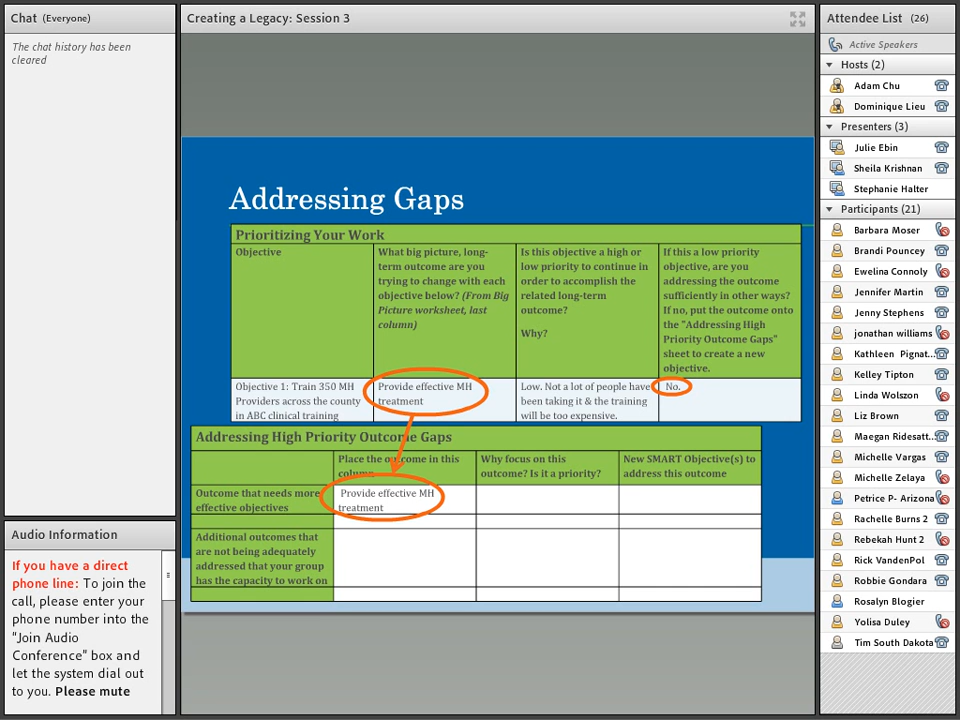 Chat (Everyone)
The chat history has been
cleared
Audio Information
If you have a direct
phone line: To join the
call, please enter your
phone number into the
"Join Audio
Conference" box and
let the system dial out
to you. Please mute
Creating a Legacy: Session 3
Addressing Gaps
Prioritizing Your Work
Objective
What big picture, long-
term outcome are you
trying to change with each
objective below? (From Big
Picture worksheet, last
column)
Is this objective a high or
low priority to continue in
order to accomplish the
related long-term
outcome?
Why?
If this a low priority
objective, are you
addressing the outcome
sufficiently in other ways?
If no, put the outcome onto
the "Addressing High
Priority Outcome Gaps"
sheet to create a new
objective.
Objective 1: Train 350 MH
Providers across the county
in ABC clinical training
Provide effective MH
treatment
Low. Not a lot of people have
been taking it & the training
will be too expensive.
No.
Addressing High Priority Outcome Gaps
Place the outcome in this
column
Why focus on this
outcome? Is it a priority?
New SMART Objective(s) to
address this outcome
Outcome that needs more
effective objectives
Provide effective MH
treatment
Additional outcomes that
are not being adequately
addressed that your group
has the capacity to work on
Attendee List (26)
Active Speakers
Hosts (2)
Adam Chu
Dominique Lieu
Presenters (3)
Julie Ebin
Sheila Krishnan
Stephanie Halter
Participants (21)
Barbara Moser
Brandi Pouncey
Ewelina Connoly
Jennifer Martin
Jenny Stephens
jonathan williams
Kathleen Pignat...
Kelley Tipton
Linda Wolszon
Liz Brown
Maegan Ridesatt...
Michelle Vargas
Michelle Zelaya
Petrice P- Arizona
Rachelle Burns 2
Rebekah Hunt 2
Rick VandenPol
Robbie Gondara
Rosalyn Blogier
Yolisa Duley
Tim South Dakota